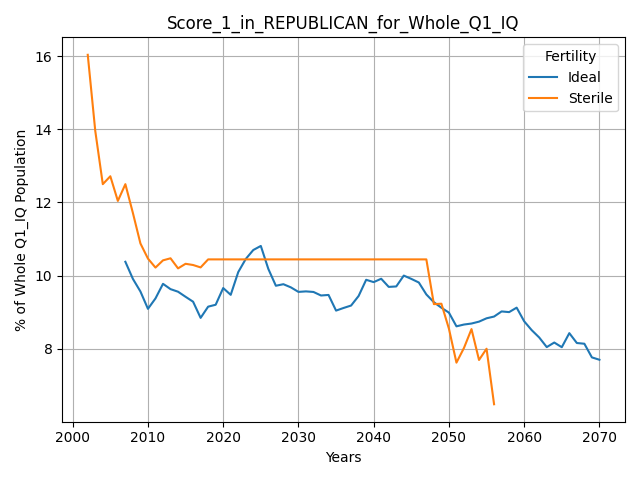 Score_1_in_REPUBLICAN_for_Whole_Q1_IQ
Fertility
Ideal
Sterile
% of Whole Q1_IQ Population
16
14
12
10
8
2000 2010 2020 2030 2040 2050 2060 2070
Years